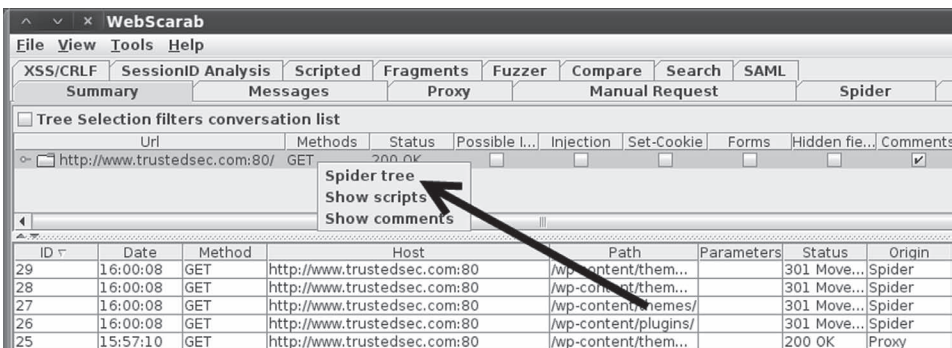 WebScarab
File View Tools Help
XSS/CRLF SessionID Analysis Scripted Fragments Fuzzer Compare Search SAML
Summary Messages Proxy Manual Request Spider
Tree Selection filters conversation list
Url Methods Status Possible I... Injection Set-Cookie Forms Hidden fie... Comments
http://www.trustedsec.com:80/ GET 200 OK
Spider tree
Show scripts
Show comments
ID Date Method Host Path Parameters Status Origin
29 16:00:08 GET http://www.trustedsec.com:80 /wp-content/them... 301 Move... Spider
28 16:00:08 GET http://www.trustedsec.com:80 /wp-content/them... 301 Move... Spider
27 16:00:08 GET http://www.trustedsec.com:80 /wp-content/themes/ 301 Move... Spider
26 16:00:08 GET http://www.trustedsec.com:80 /wp-content/plugins/ 301 Move... Spider
25 15:57:10 GET http://www.trustedsec.com:80 /wp-content/them... 200 OK Proxy